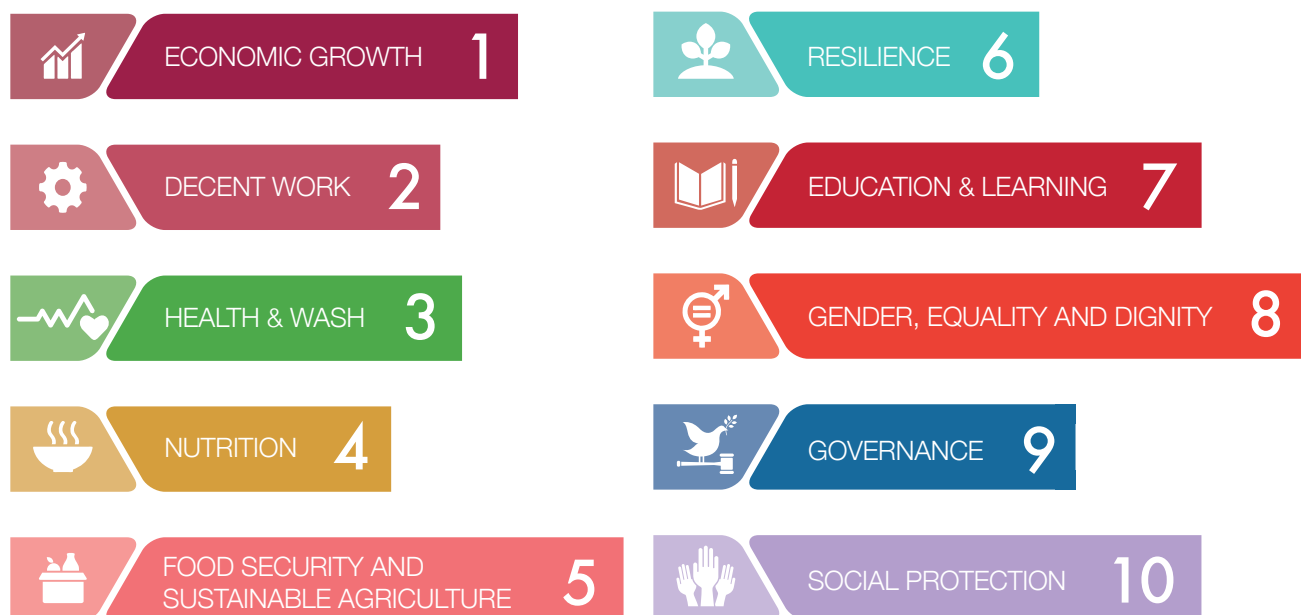 ECONOMIC GROWTH 1
DECENT WORK 2
HEALTH & WASH 3
NUTRITION 4
FOOD SECURITY AND
SUSTAINABLE AGRICULTURE 5
RESILIENCE 6
EDUCATION & LEARNING 7
GENDER, EQUALITY AND DIGNITY 8
GOVERNANCE 9
SOCIAL PROTECTION 10